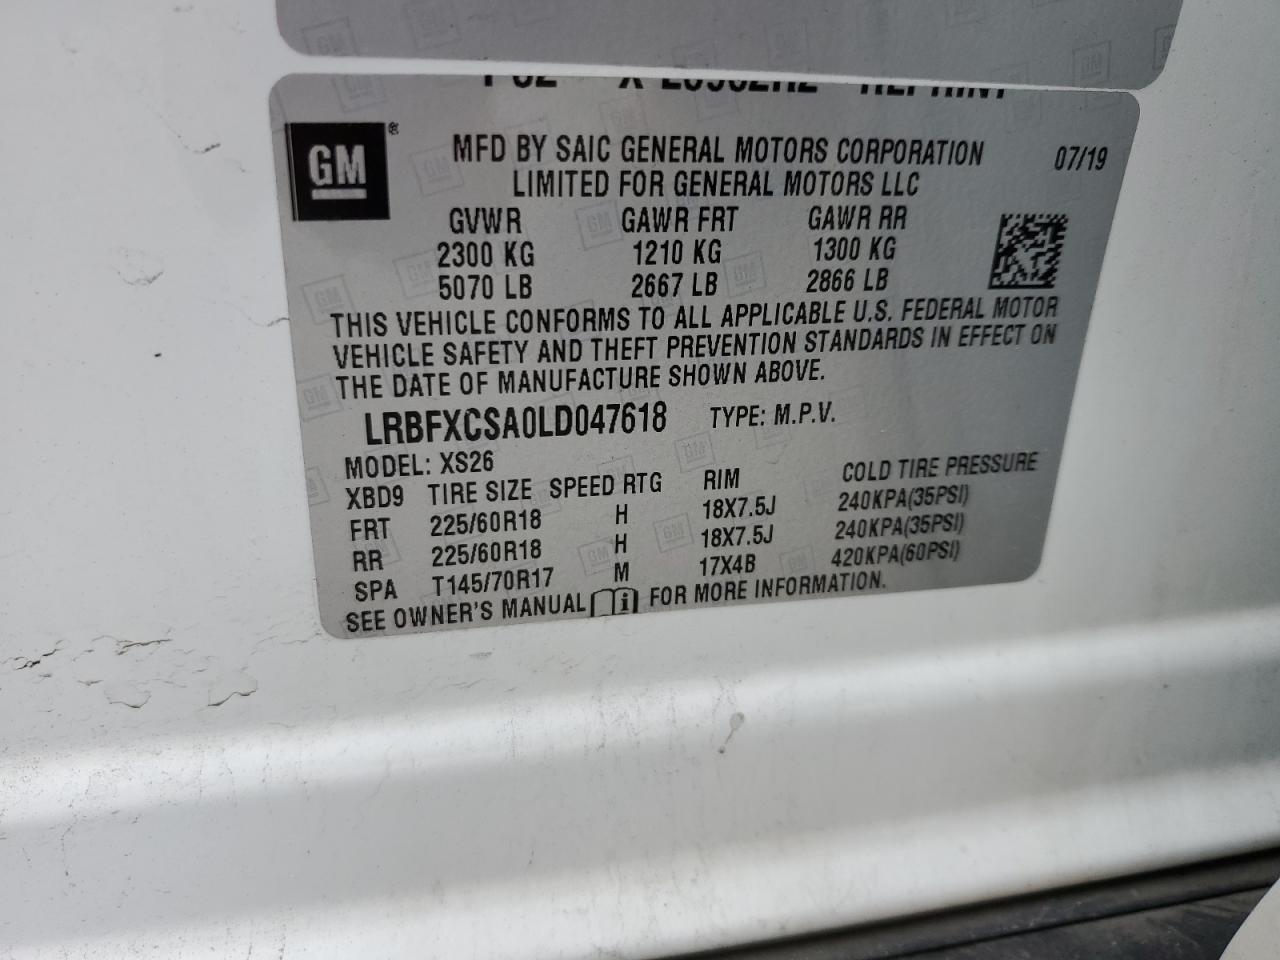 GM ®
MFD BY SAIC GENERAL MOTORS CORPORATION 07/19
LIMITED FOR GENERAL MOTORS LLC
GVWR GAWR FRT GAWR RR
2300 KG 1210 KG 1300 KG
5070 LB 2667 LB 2866 LB
THIS VEHICLE CONFORMS TO ALL APPLICABLE U.S. FEDERAL MOTOR
VEHICLE SAFETY AND THEFT PREVENTION STANDARDS IN EFFECT ON
THE DATE OF MANUFACTURE SHOWN ABOVE.
LRBFXCSA0LD047618 TYPE: M.P.V.
MODEL: XS26
XBD9 TIRE SIZE SPEED RTG RIM COLD TIRE PRESSURE
FRT 225/60R18 H 18X7.5J 240KPA(35PSI)
RR 225/60R18 H 18X7.5J 240KPA(35PSI)
SPA T145/70R17 M 17X4B 420KPA(60PSI)
SEE OWNER'S MANUAL i FOR MORE INFORMATION.